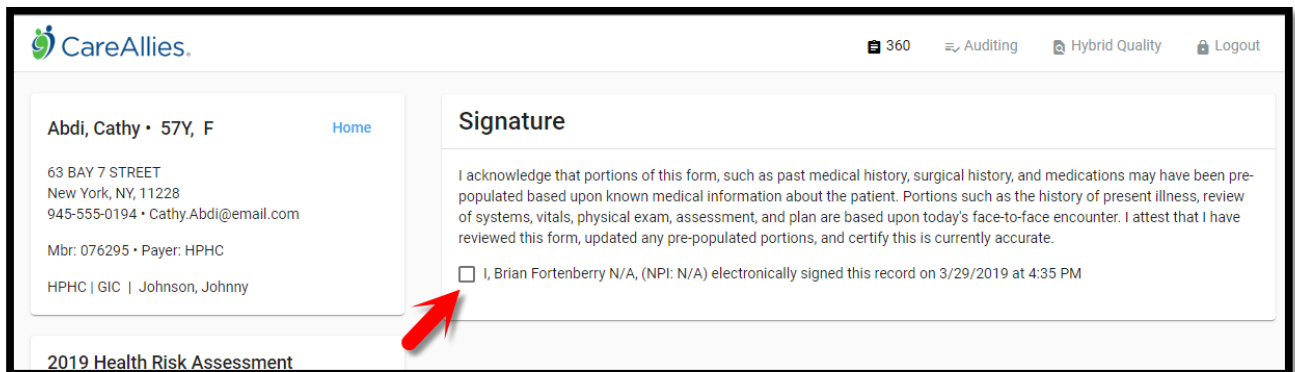 CareAllies.
360
Auditing
Hybrid Quality
Logout
Abdi, Cathy • 57Y, F
Home
63 BAY 7 STREET
New York, NY, 11228
945-555-0194 • Cathy.Abdi@email.com
Mbr: 076295 • Payer: HPHC
HPHC | GIC | Johnson, Johnny
2019 Health Risk Assessment
Signature
I acknowledge that portions of this form, such as past medical history, surgical history, and medications may have been pre-
populated based upon known medical information about the patient. Portions such as the history of present illness, review
of systems, vitals, physical exam, assessment, and plan are based upon today's face-to-face encounter. I attest that I have
reviewed this form, updated any pre-populated portions, and certify this is currently accurate.
I, Brian Fortenberry N/A, (NPI: N/A) electronically signed this record on 3/29/2019 at 4:35 PM